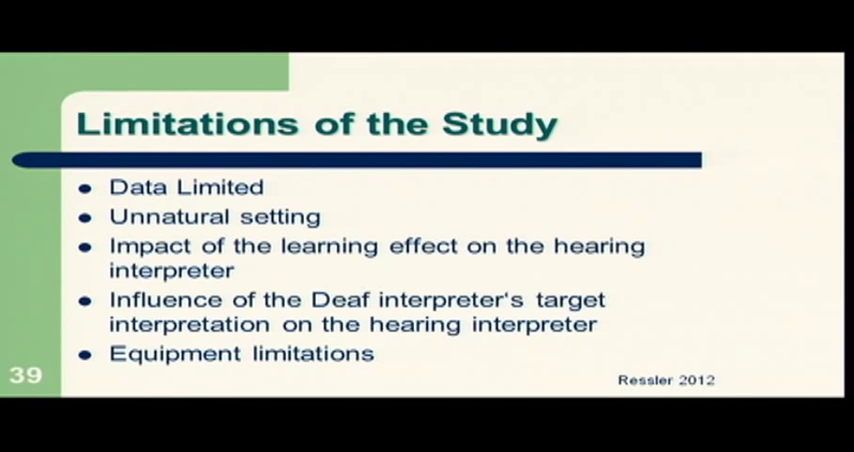 Limitations of the Study
Data Limited
Unnatural setting
Impact of the learning effect on the hearing
interpreter
Influence of the Deaf interpreter's target
interpretation on the hearing interpreter
Equipment limitations
39
Ressler 2012